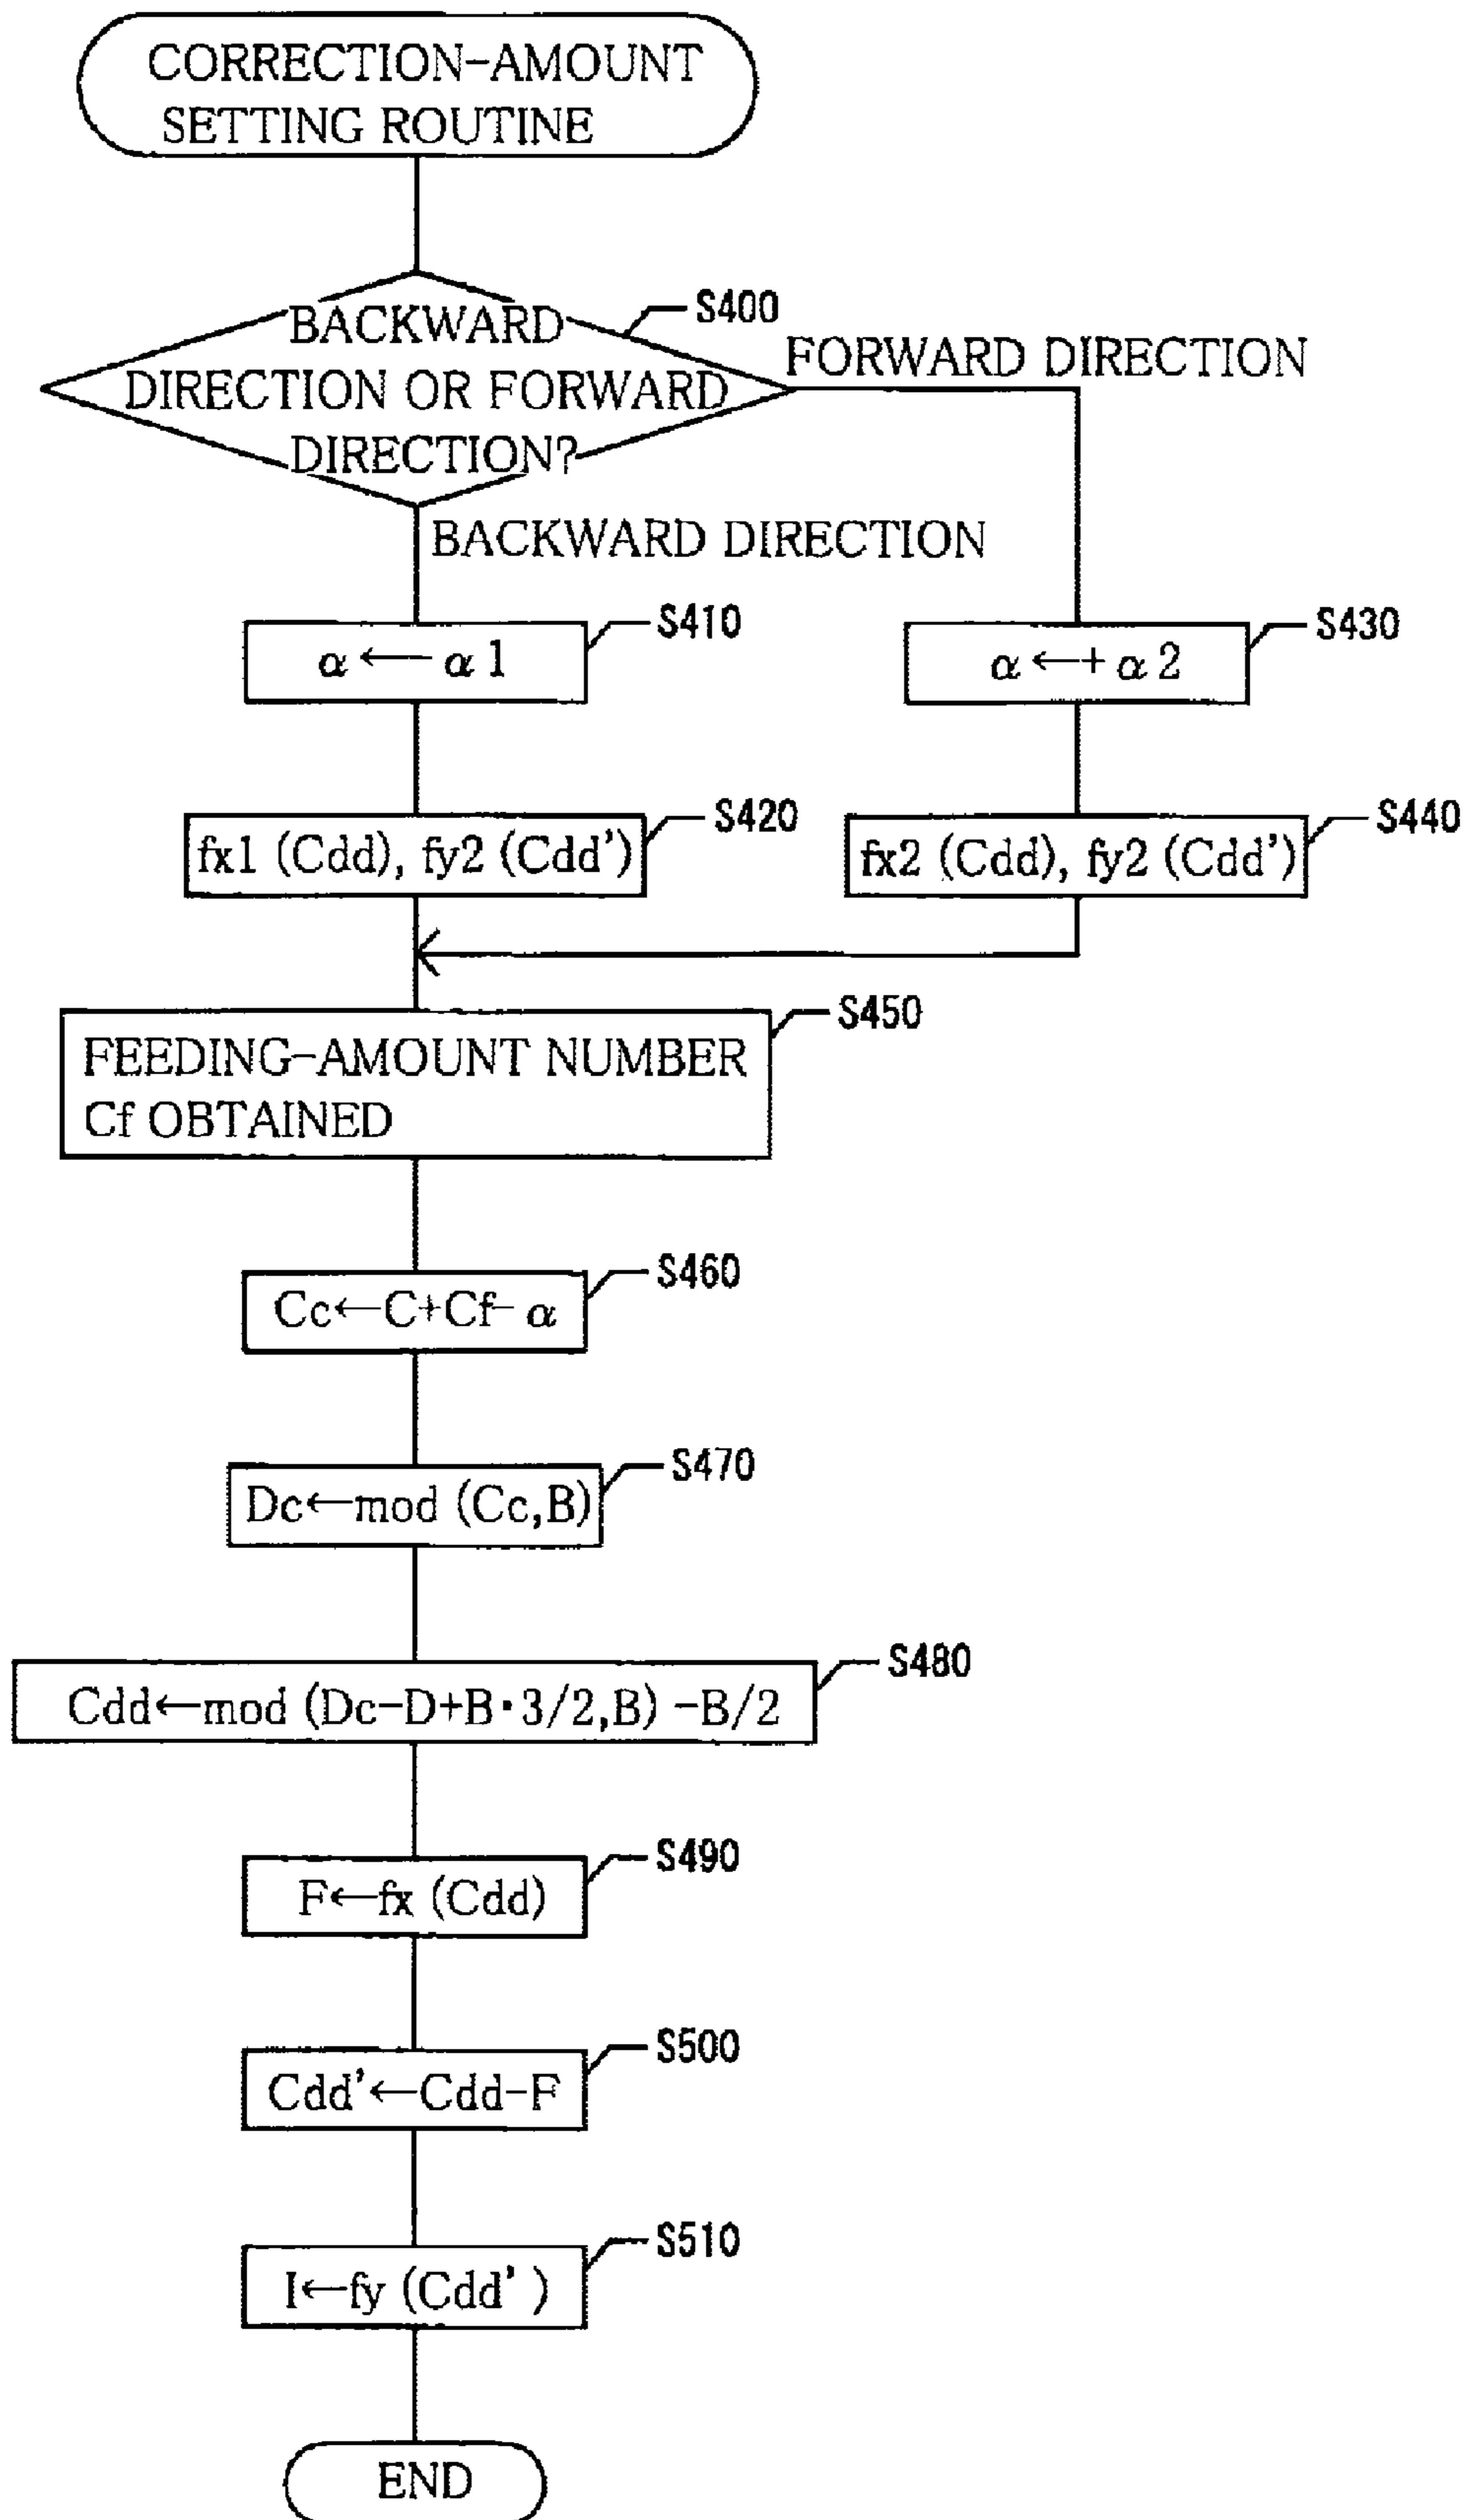 CORRECTION-AMOUNT
SETTING ROUTINE
BACKWARD
DIRECTION OR FORWARD
DIRECTION?
S400
FORWARD DIRECTION
BACKWARD DIRECTION
S410
α←― α1
S430
α←+α2
S420
fx1 (Cdd), fy2 (Cdd')
S440
fx2 (Cdd), fy2 (Cdd')
S450
FEEDING-AMOUNT NUMBER
Cf OBTAINED
S460
Cc←C+Cf-α
S470
Dc←mod (Cc,B)
S480
Cdd←mod (Dc-D+B·3/2,B) -B/2
S490
F←fx (Cdd)
S500
Cdd'←Cdd-F
S510
I←fy (Cdd')
END